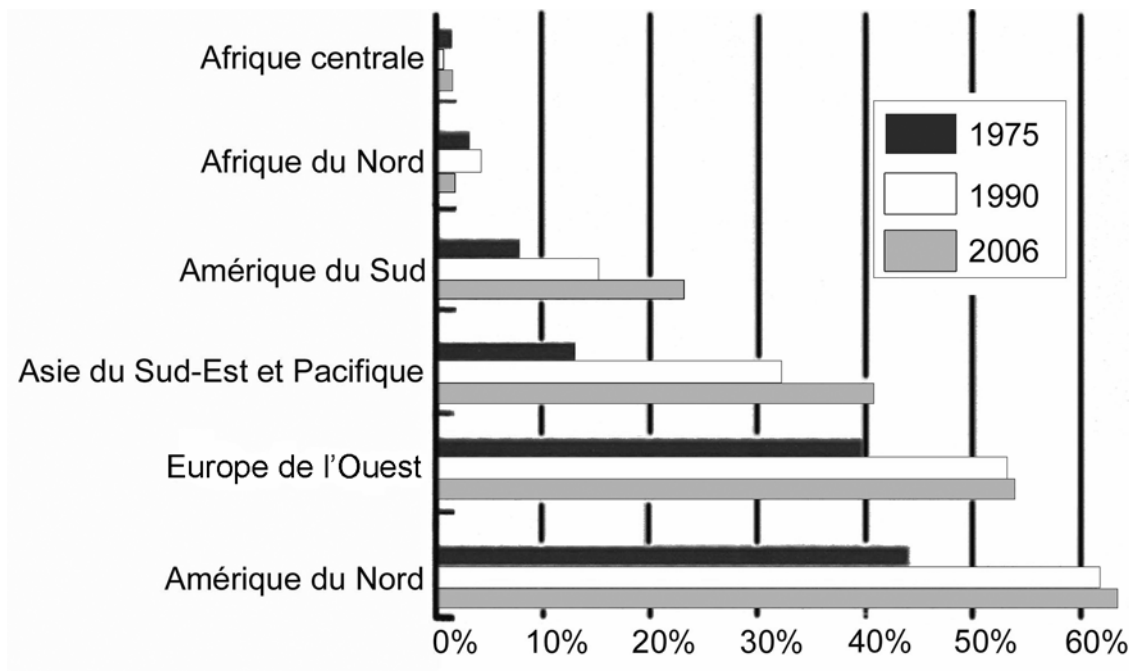 Afrique centrale
Afrique du Nord
Amérique du Sud
Asie du Sud-Est et Pacifique
Europe de l'Ouest
Amérique du Nord
0% 10% 20% 30% 40% 50% 60%
1975
1990
2006